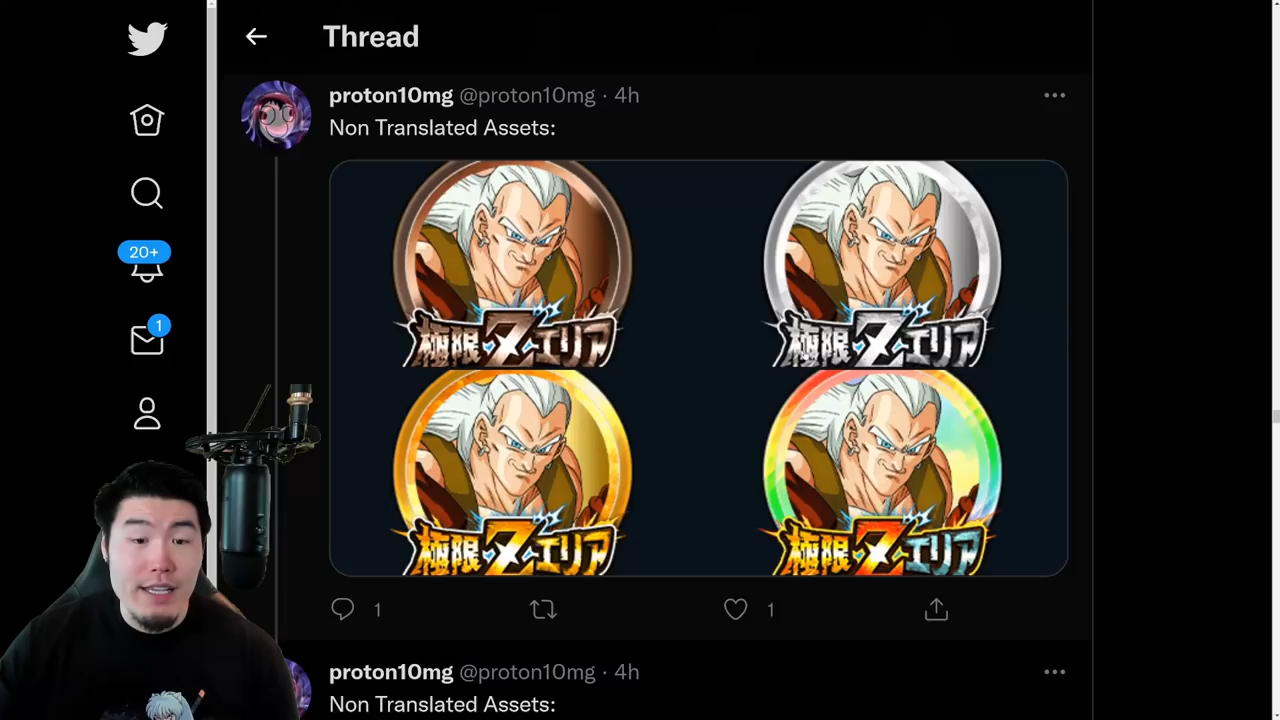 Thread
proton10mg @proton10mg · 4h
Non Translated Assets:
極限Zエリア
極限Zエリア
極限Zエリア
極限Zエリア
20+
1
1
1
proton10mg @proton10mg · 4h
Non Translated Assets: